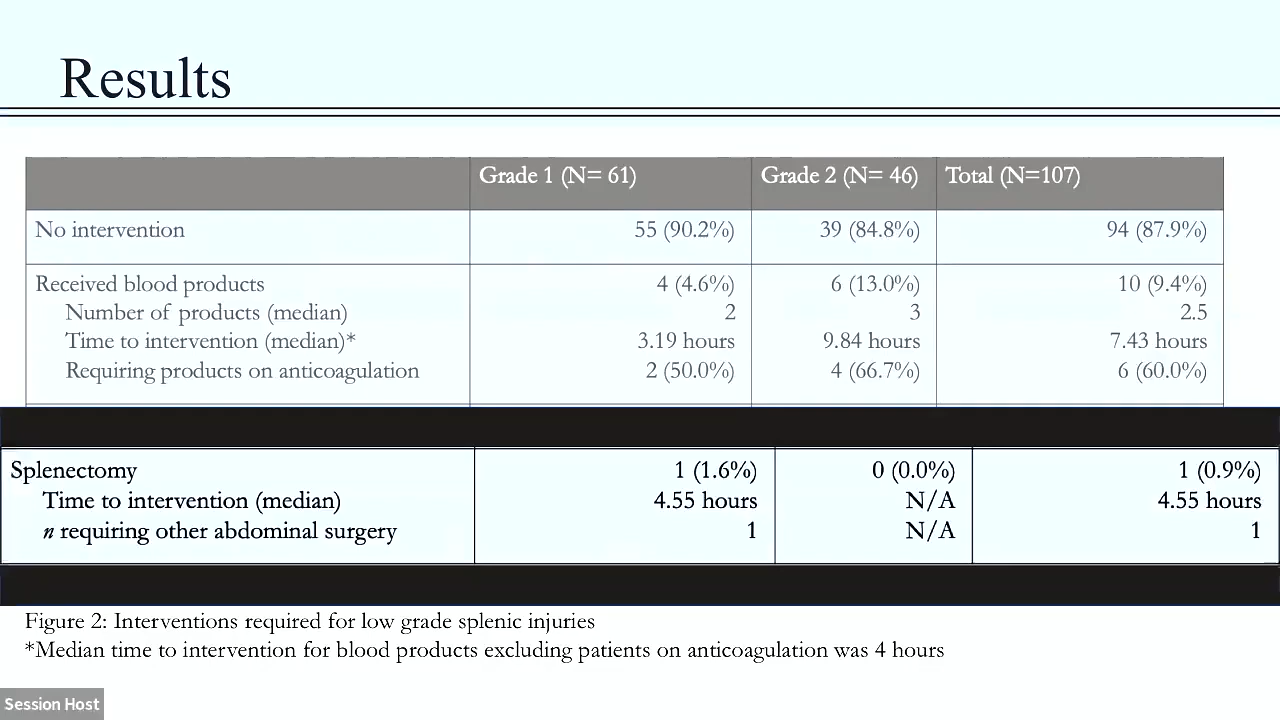 Results
Grade 1 (N= 61) Grade 2 (N= 46) Total (N=107)
No intervention 55 (90.2%) 39 (84.8%) 94 (87.9%)
Received blood products 4 (4.6%) 6 (13.0%) 10 (9.4%)
Number of products (median) 2 3 2.5
Time to intervention (median)* 3.19 hours 9.84 hours 7.43 hours
Requiring products on anticoagulation 2 (50.0%) 4 (66.7%) 6 (60.0%)
Splenectomy 1 (1.6%) 0 (0.0%) 1 (0.9%)
Time to intervention (median) 4.55 hours N/A 4.55 hours
n requiring other abdominal surgery 1 N/A 1
Figure 2: Interventions required for low grade splenic injuries
*Median time to intervention for blood products excluding patients on anticoagulation was 4 hours
Session Host